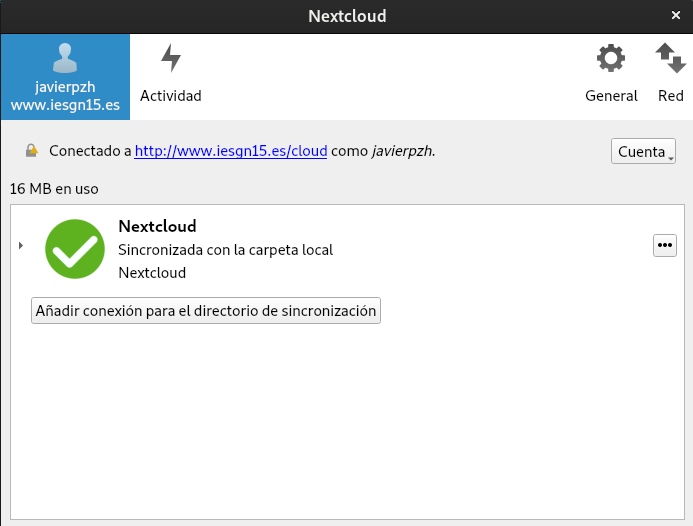 Nextcloud
javierpzh
www.iesgn15.es
Actividad
General
Red
Conectado a http://www.iesgn15.es/cloud como javierpzh.
Cuenta
16 MB en uso
Nextcloud
Sincronizada con la carpeta local
Nextcloud
Añadir conexión para el directorio de sincronización